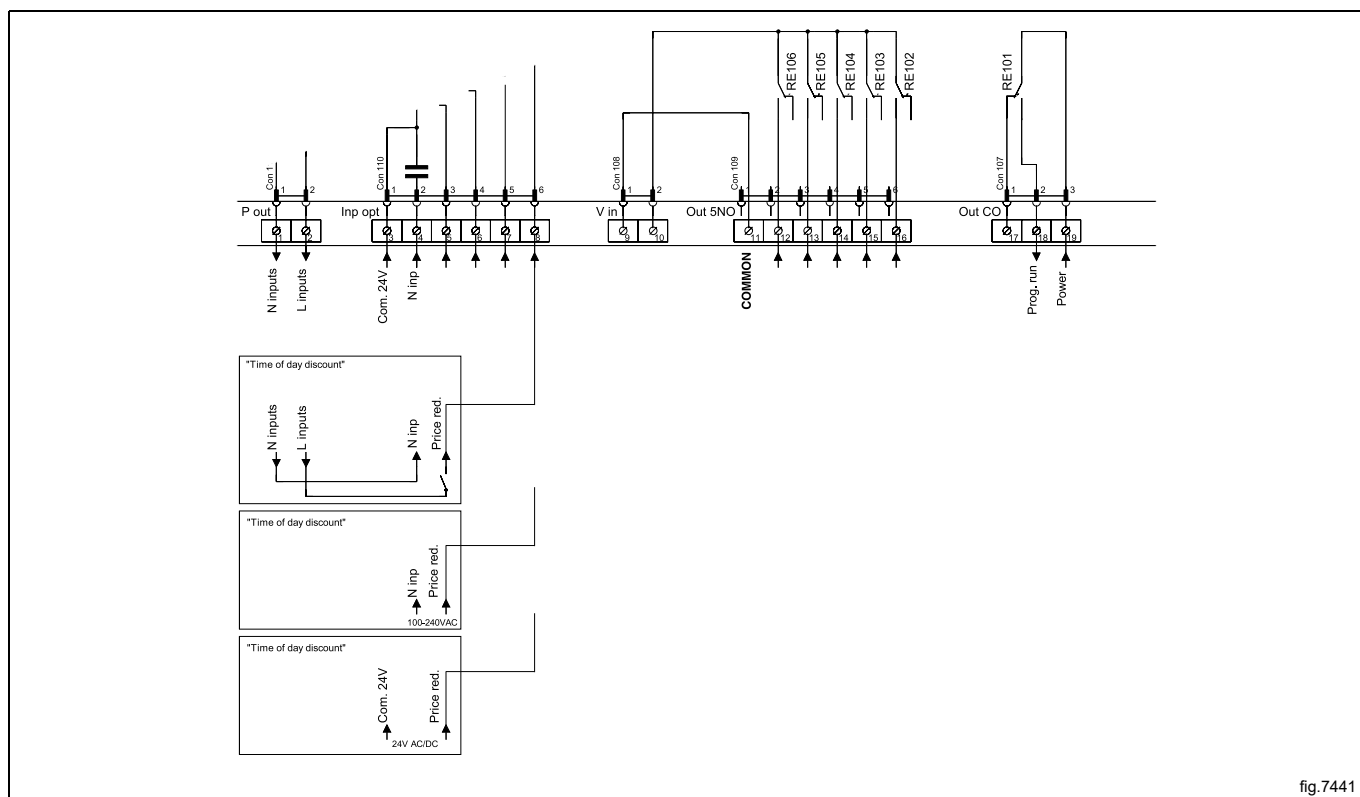 RE106
RE105
RE104
RE103
RE102
RE101
Con 1
Con 110
Con 108
Con 109
Con 107
1 2
1 2 3 4 5 6
1 2
1 2 3 4 5 6
1 2 3
P out
Inp opt
V in
Out 5NO
Out CO
1 2
3 4 5 6 7 8
9 10
11 12 13 14 15 16
17 18 19
N inputs
L inputs
Com. 24V
N inp
COMMON
Prog. run
Power
"Time of day discount"
N inputs
L inputs
N inp
Price red.
"Time of day discount"
N inp
Price red.
100-240VAC
"Time of day discount"
Com. 24V
Price red.
24V AC/DC
fig.7441